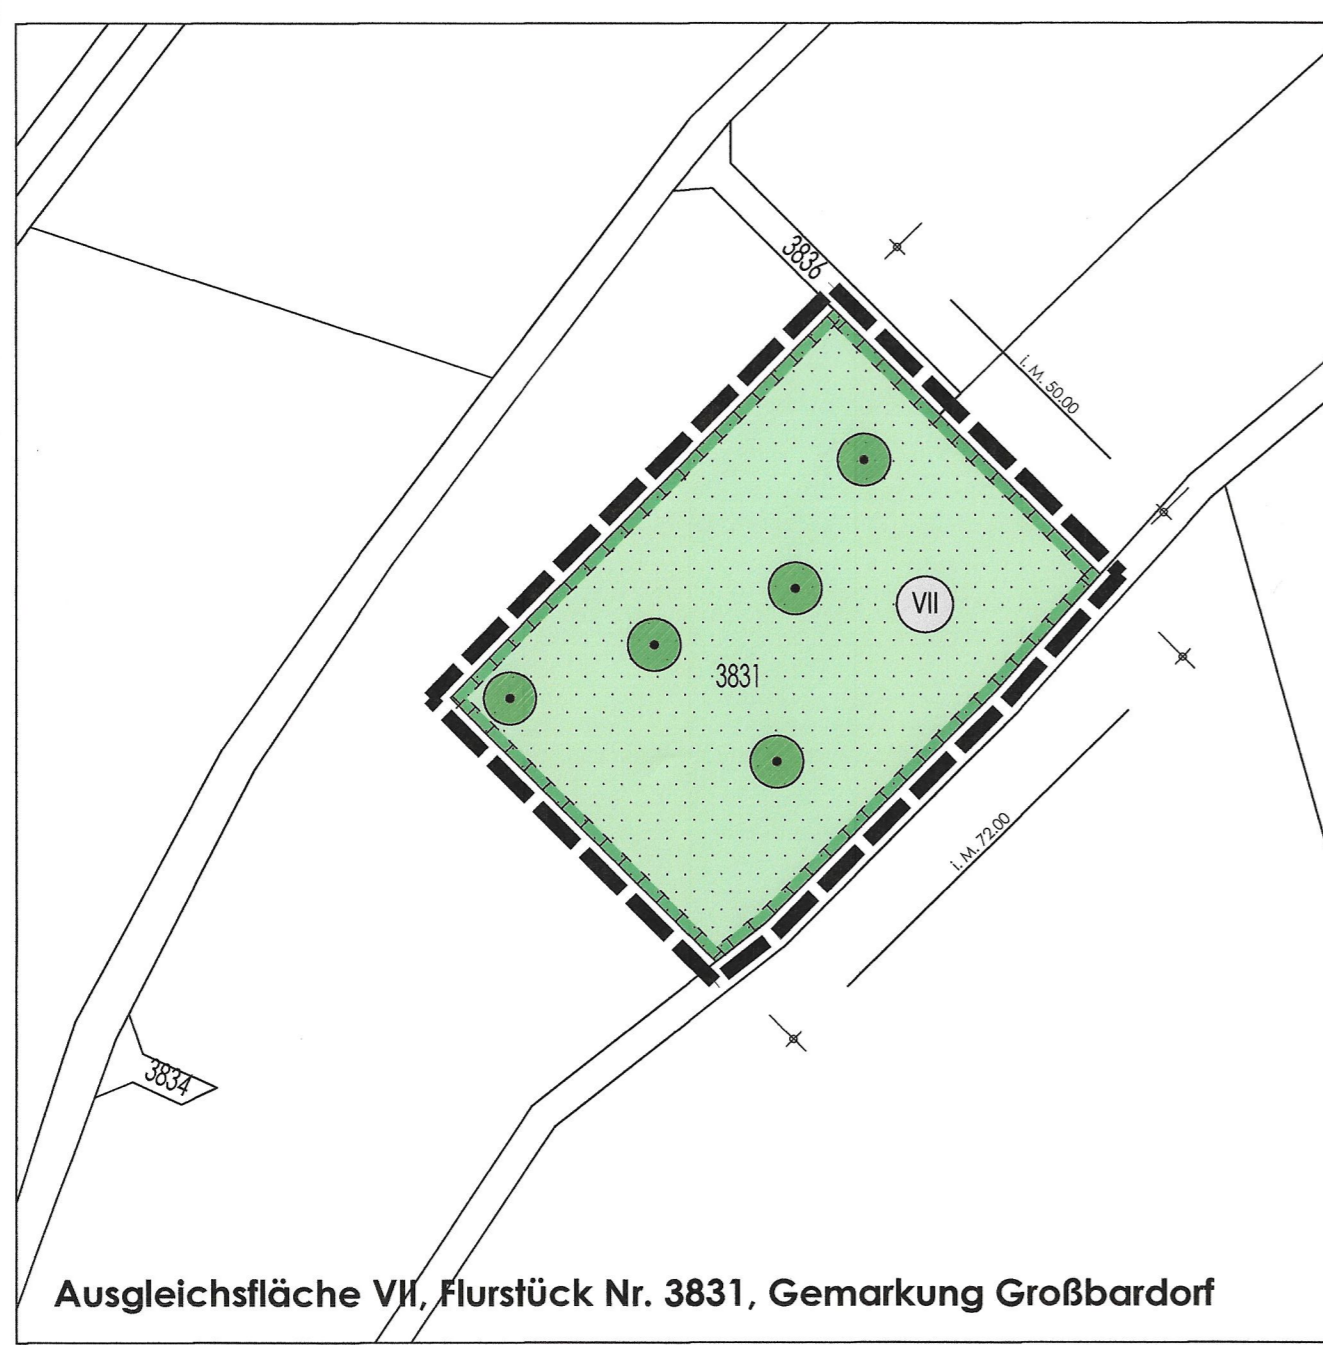 3836
i. M. 50.00
VII
3831
i. M. 72.00
3834
Ausgleichsfläche VII, Flurstück Nr. 3831, Gemarkung Großbardorf